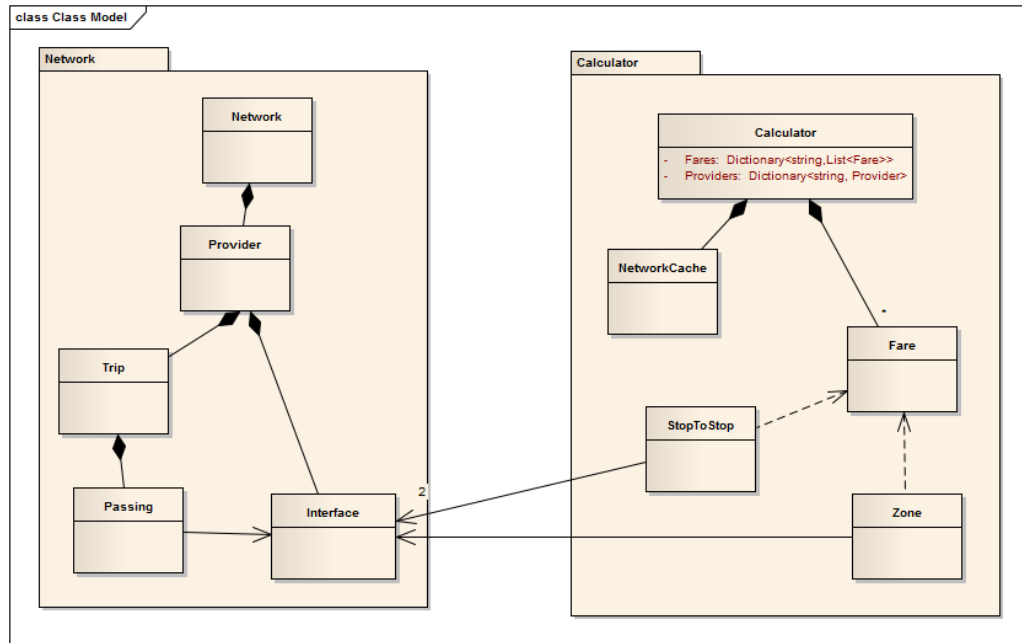 class Class Model
Network
Network
Provider
Trip
Passing
Interface
2
Calculator
Calculator
- Fares: Dictionary<string,List<Fare>>
- Providers: Dictionary<string, Provider>
NetworkCache
*
Fare
StopToStop
Zone